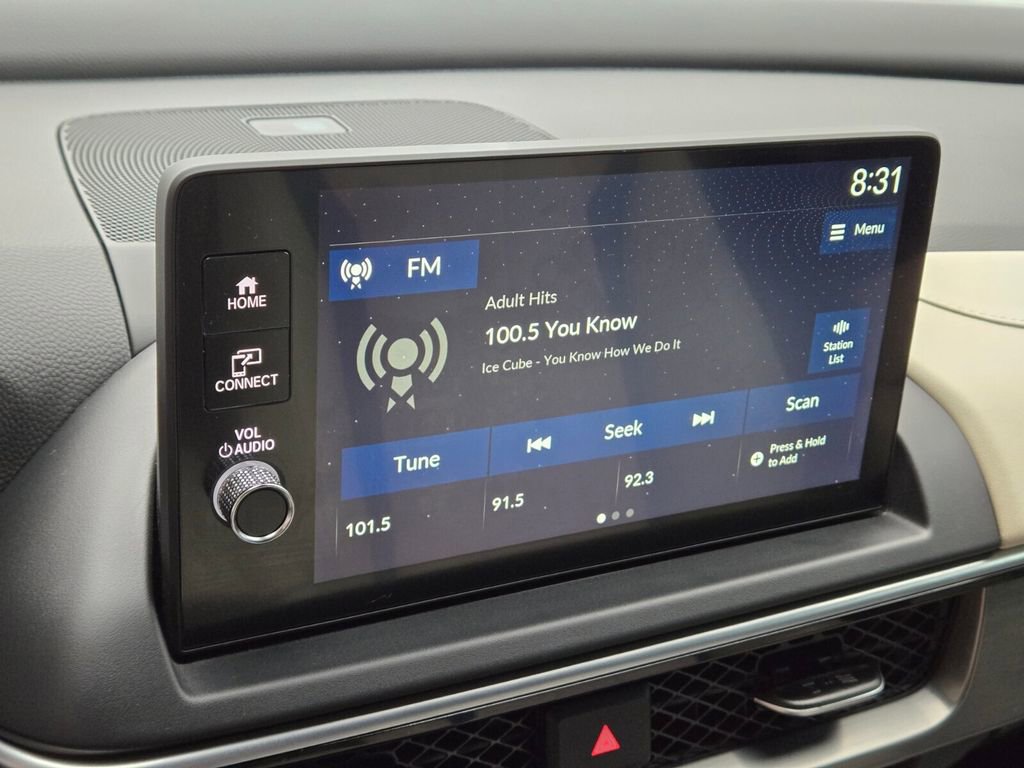 8:31
Menu
FM
HOME
Adult Hits
100.5 You Know
Ice Cube - You Know How We Do It
Station
List
CONNECT
VOL
AUDIO
Tune
Seek
Scan
Press & Hold
to Add
101.5
91.5
92.3